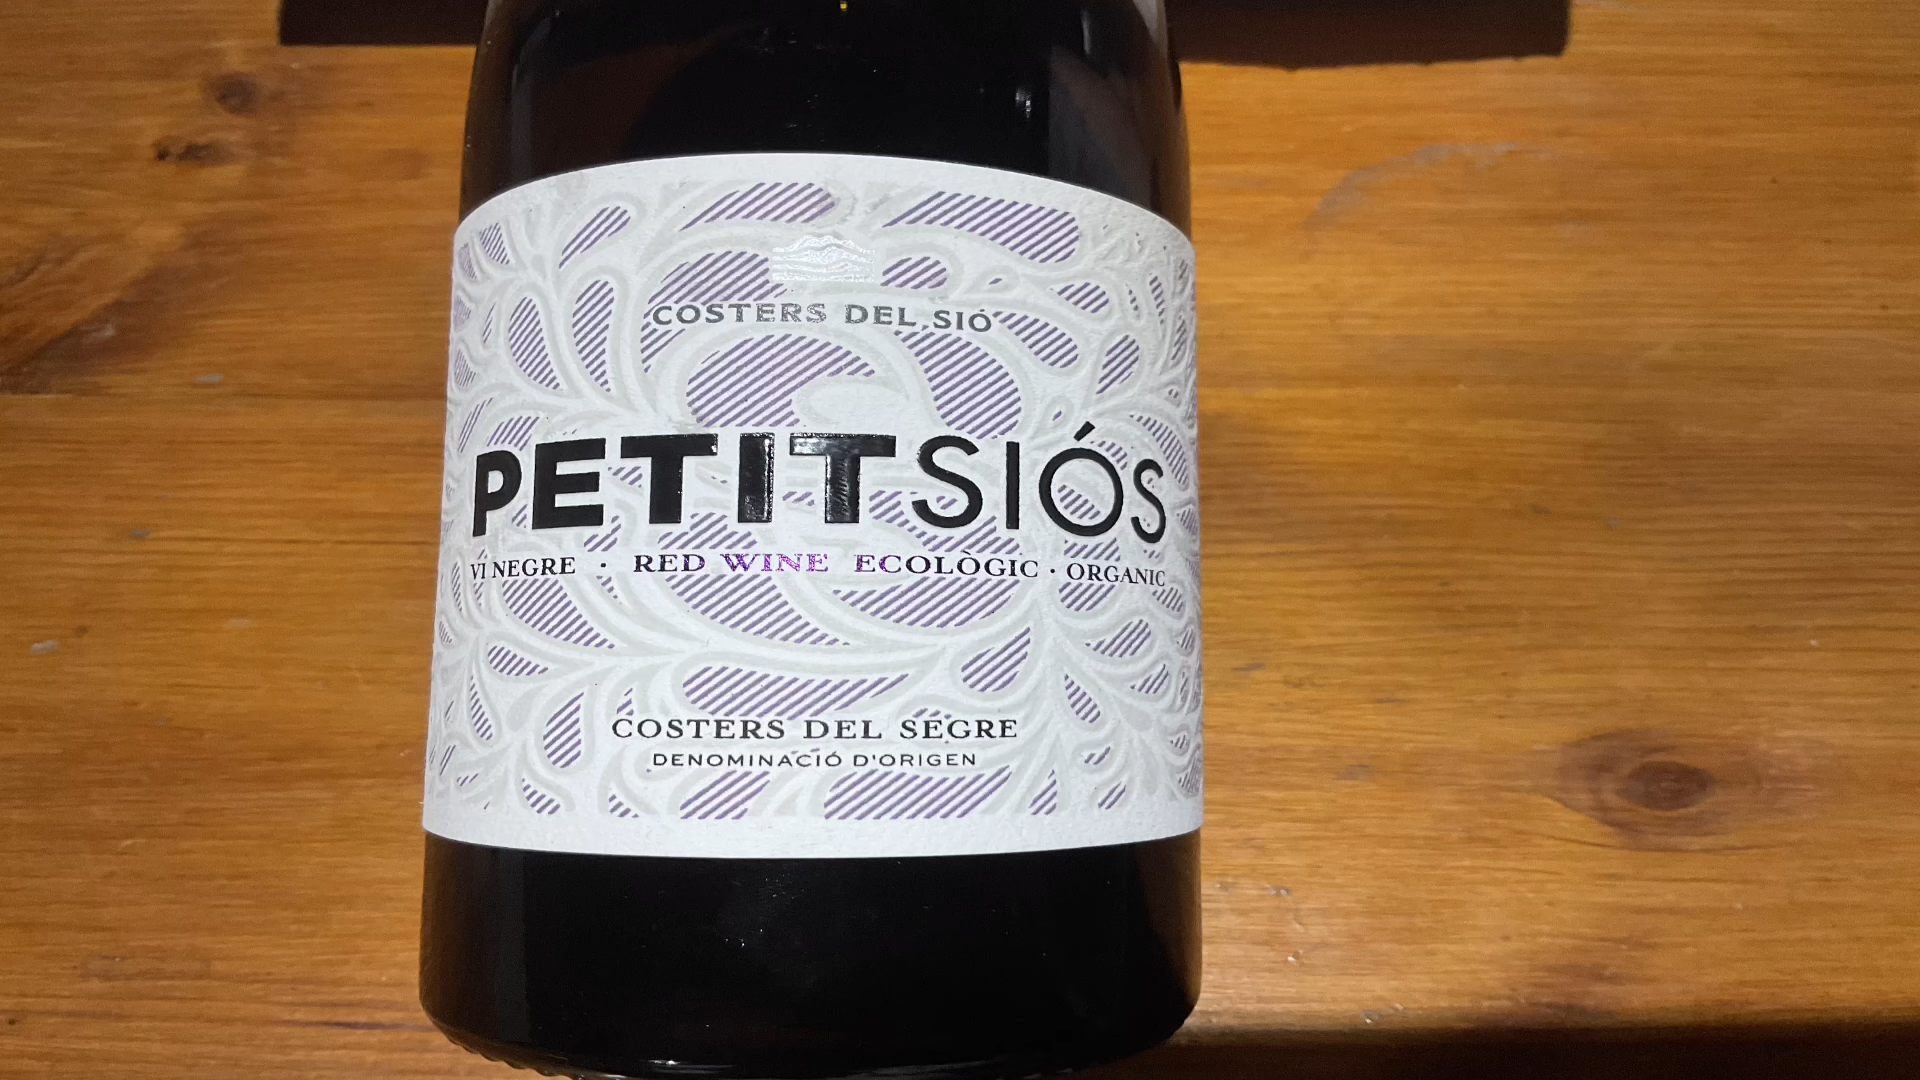 COSTERS DEL SIÓ
PETITSIÓS
VI NEGRE · RED WINE ECOLÒGIC · ORGANIC
COSTERS DEL SEGRE
DENOMINACIÓ D'ORIGEN